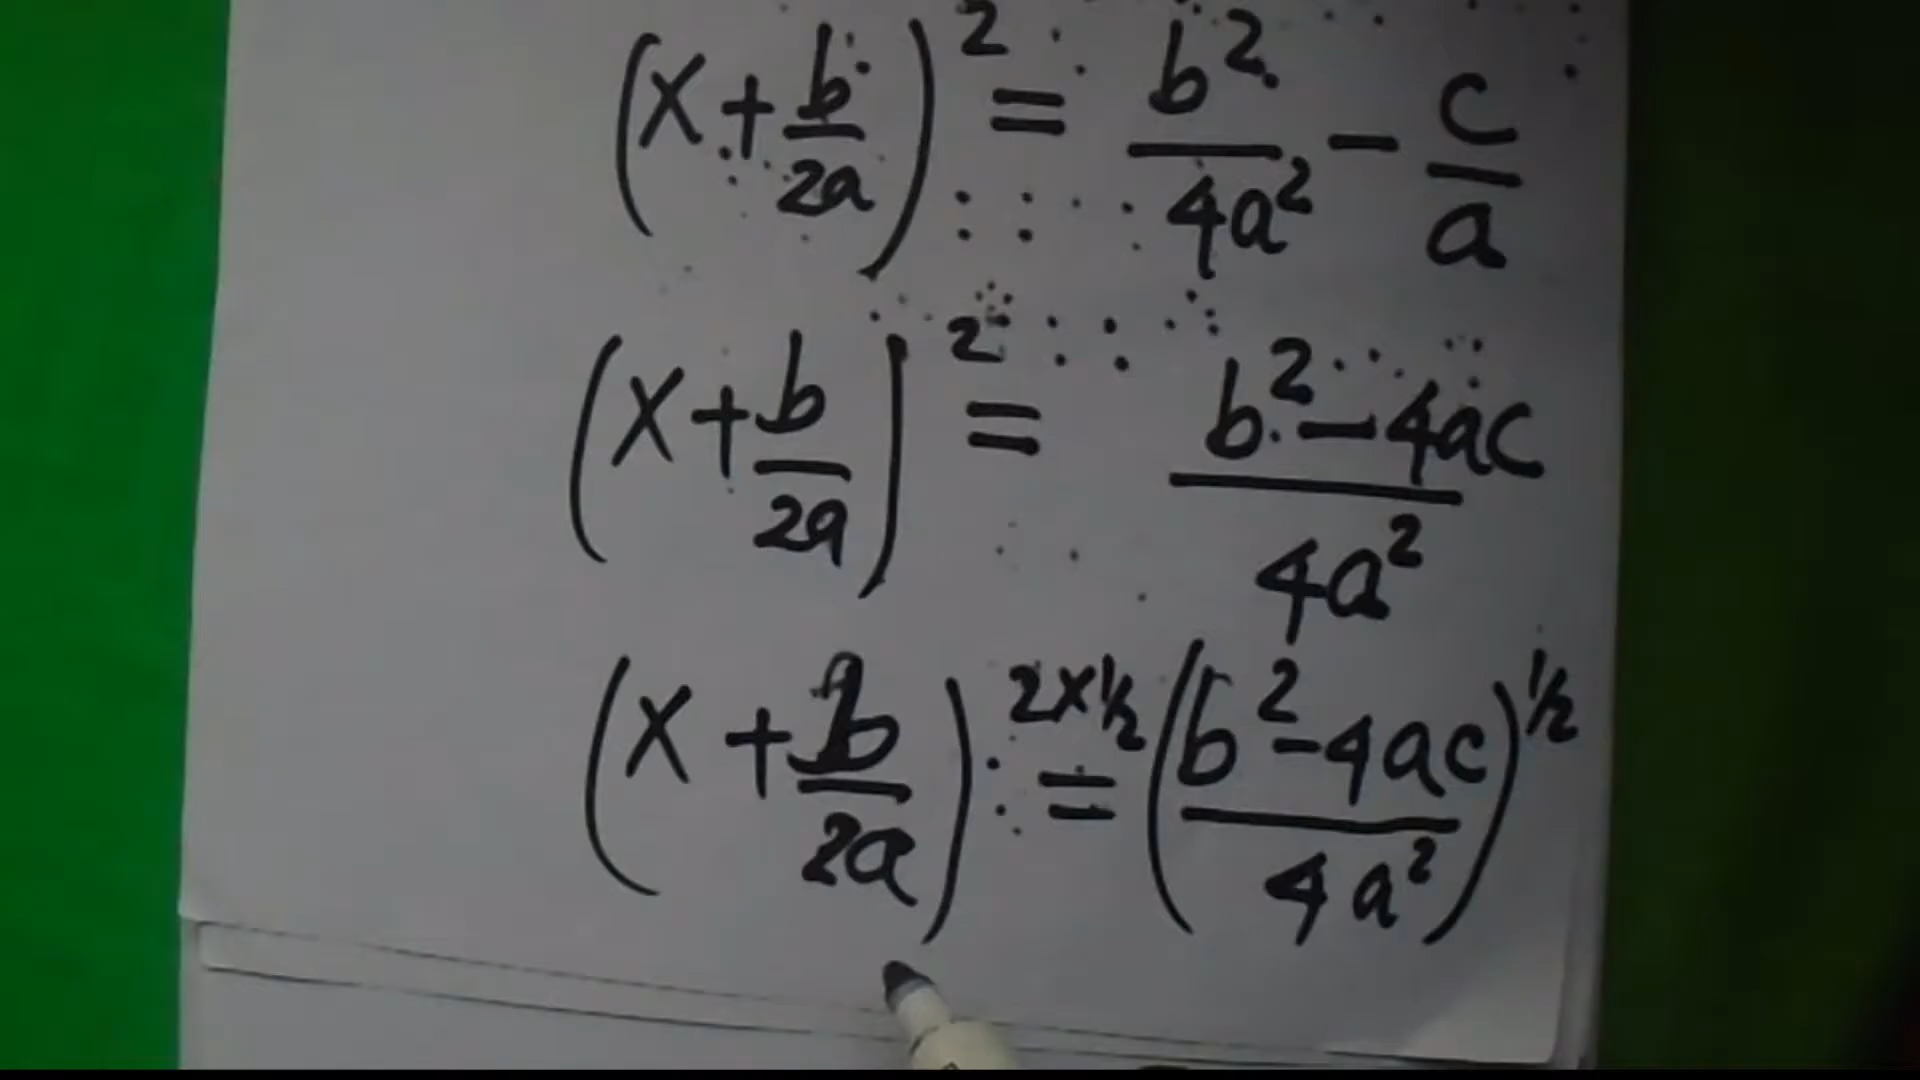 (x + b/2a)² = b²/4a² - c/a
(x + b/2a)² = b² - 4ac/4a²
(x + b/2a)^2×1/2 = (b² - 4ac/4a²)^1/2